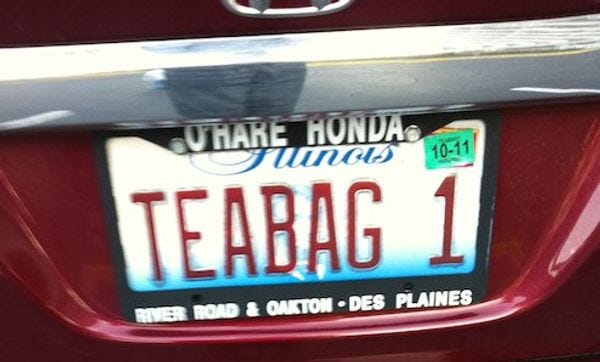 O'HARE HONDA
Illinois
10-11
TEABAG 1
RIVER ROAD & OAKTON • DES PLAINES